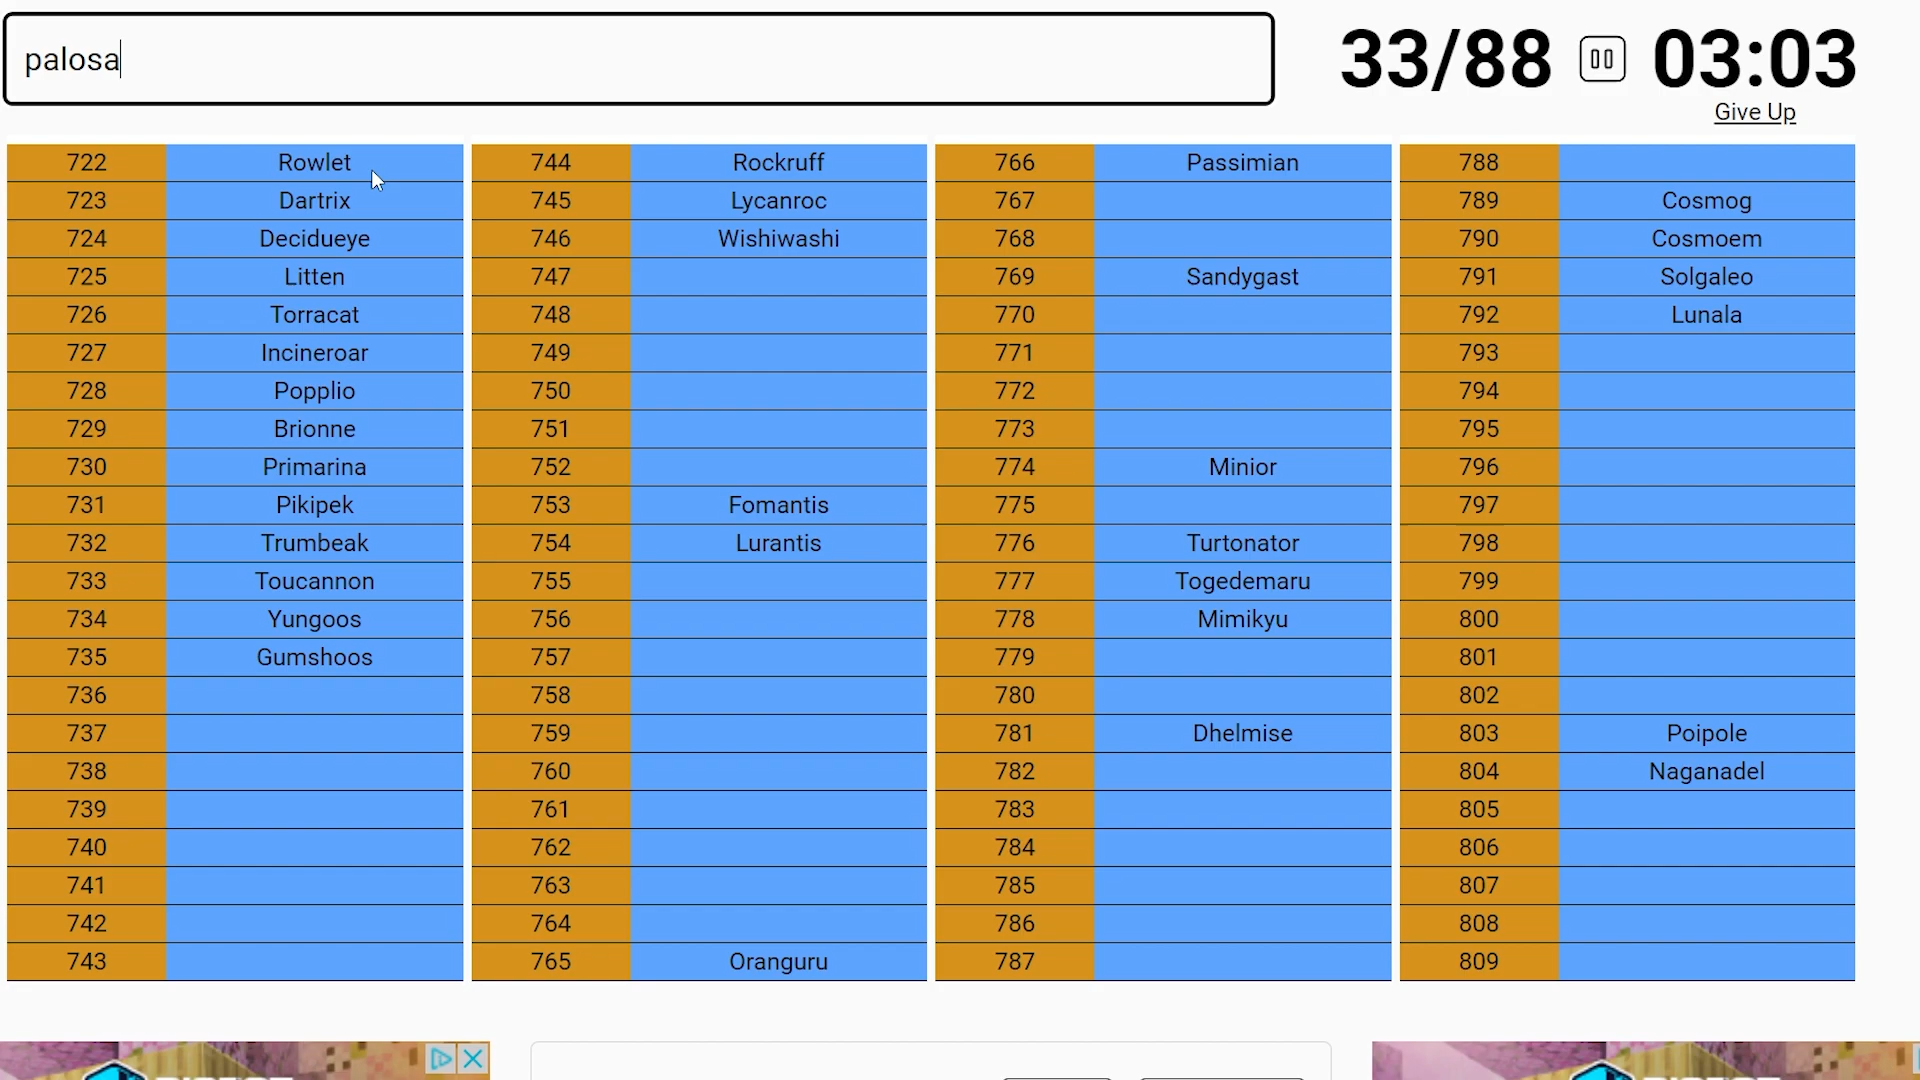 palosa
33/88
03:03
Give Up
722 Rowlet
723 Dartrix
724 Decidueye
725 Litten
726 Torracat
727 Incineroar
728 Popplio
729 Brionne
730 Primarina
731 Pikipek
732 Trumbeak
733 Toucannon
734 Yungoos
735 Gumshoos
736
737
738
739
740
741
742
743
744 Rockruff
745 Lycanroc
746 Wishiwashi
747
748
749
750
751
752
753 Fomantis
754 Lurantis
755
756
757
758
759
760
761
762
763
764
765 Oranguru
766 Passimian
767
768
769 Sandygast
770
771
772
773
774 Minior
775
776 Turtonator
777 Togedemaru
778 Mimikyu
779
780
781 Dhelmise
782
783
784
785
786
787
788
789 Cosmog
790 Cosmoem
791 Solgaleo
792 Lunala
793
794
795
796
797
798
799
800
801
802
803 Poipole
804 Naganadel
805
806
807
808
809